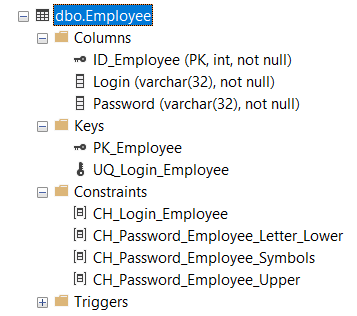 dbo.Employee
Columns
ID_Employee (PK, int, not null)
Login (varchar(32), not null)
Password (varchar(32), not null)
Keys
PK_Employee
UQ_Login_Employee
Constraints
CH_Login_Employee
CH_Password_Employee_Letter_Lower
CH_Password_Employee_Symbols
CH_Password_Employee_Upper
Triggers